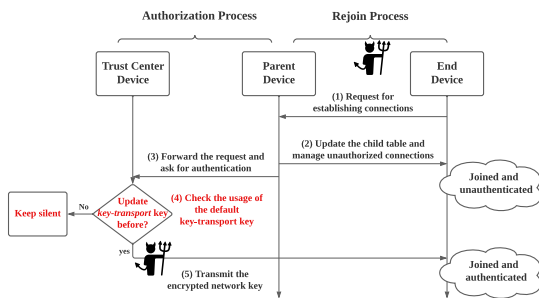 Authorization Process
Rejoin Process
Trust Center
Device
Parent
Device
End
Device
(1) Request for
establishing connections
(2) Update the child table and
manage unauthorized connections
(3) Forward the request and
ask for authentication
Joined and
unauthenticated
Update
key-transport key
before?
No
Keep silent
(4) Check the usage of
the default
key-transport key
yes
(5) Transmit the
encrypted network key
Joined and
authenticated